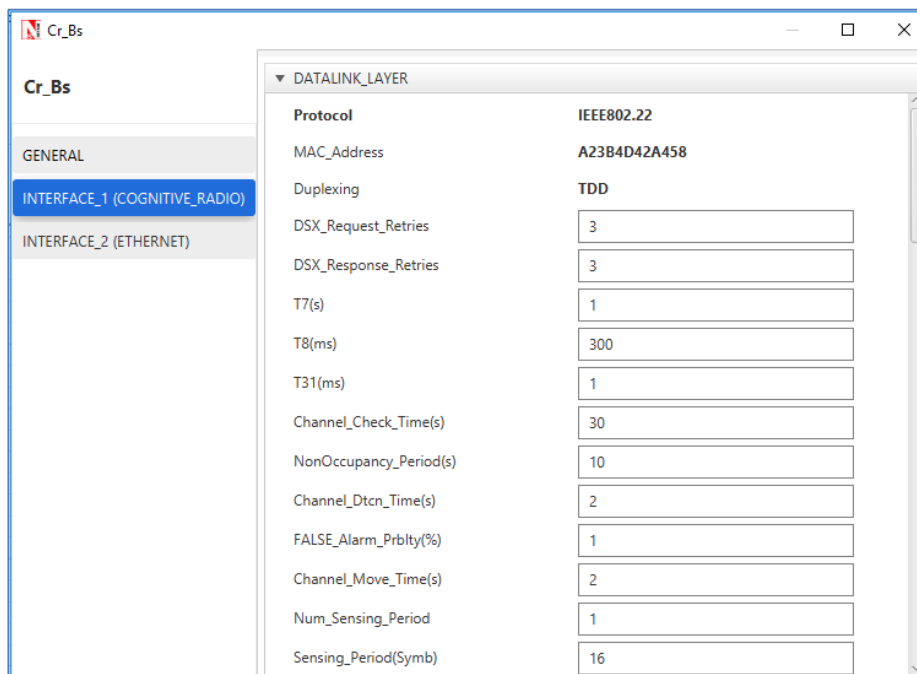 Cr_Bs
Cr_Bs
GENERAL
INTERFACE_1 (COGNITIVE_RADIO)
INTERFACE_2 (ETHERNET)
DATALINK_LAYER
Protocol IEEE802.22
MAC_Address A23B4D42A458
Duplexing TDD
DSX_Request_Retries 3
DSX_Response_Retries 3
T7(s) 1
T8(ms) 300
T31(ms) 1
Channel_Check_Time(s) 30
NonOccupancy_Period(s) 10
Channel_Dtcn_Time(s) 2
FALSE_Alarm_Prblty(%) 1
Channel_Move_Time(s) 2
Num_Sensing_Period 1
Sensing_Period(Symb) 16